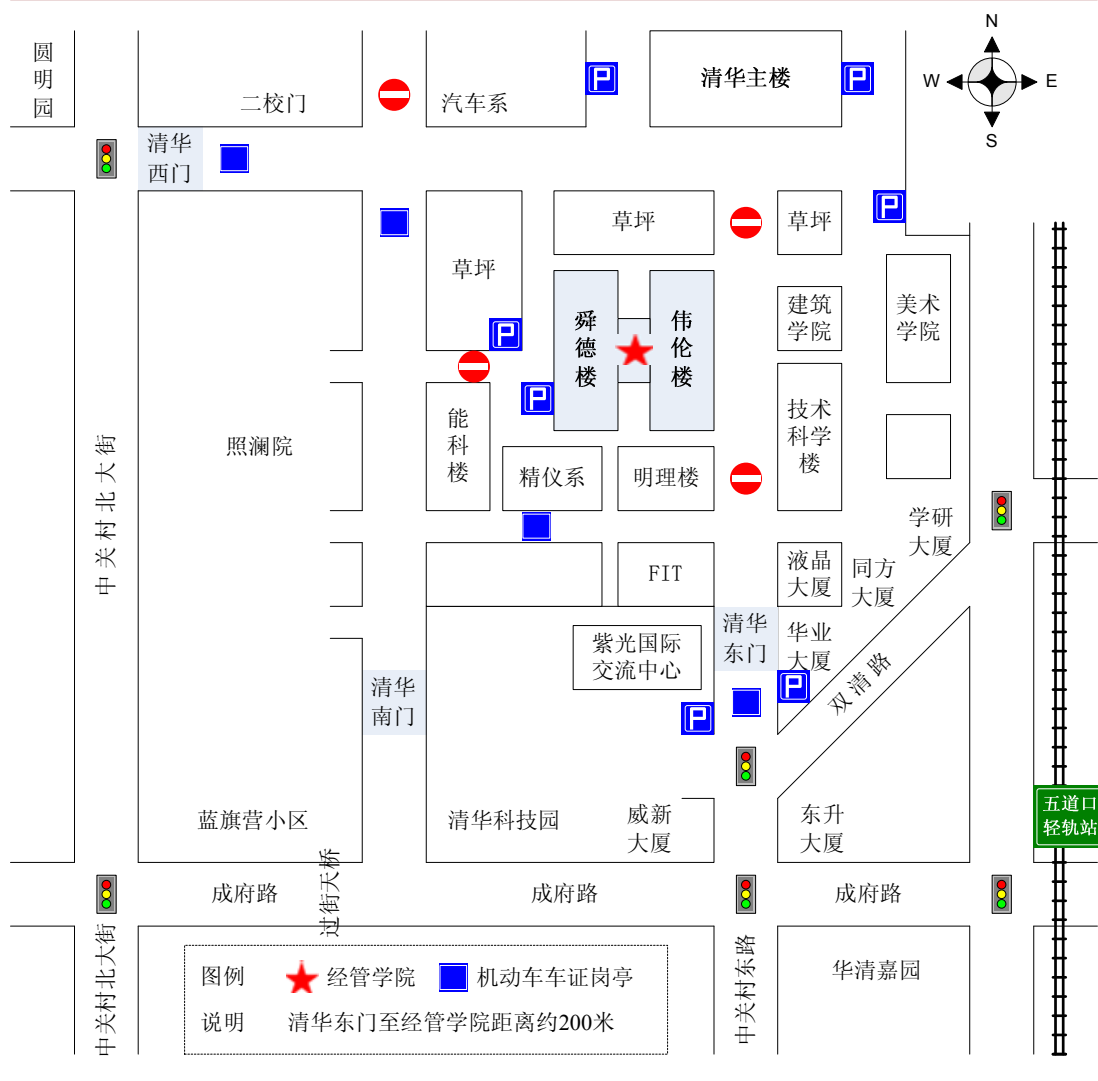 N
W
E
S
圆
明
园
二校门
汽车系
P
清华主楼
P
清华
西门
P
草坪
草坪
草坪
P
舜
德
楼
伟
伦
楼
建筑
学院
美术
学院
P
能
科
楼
精仪系
明理楼
技术
科学
楼
照澜院
中关村北大街
学研
大厦
FIT
液晶
大厦
同方
大厦
紫光国际
交流中心
清华
东门
华业
大厦
P
双清路
清华
南门
P
蓝旗营小区
清华科技园
威新
大厦
东升
大厦
五道口
轻轨站
过街天桥
成府路
成府路
成府路
中关村北大街
中关村东路
华清嘉园
图例
经管学院
机动车车证岗亭
说明
清华东门至经管学院距离约200米